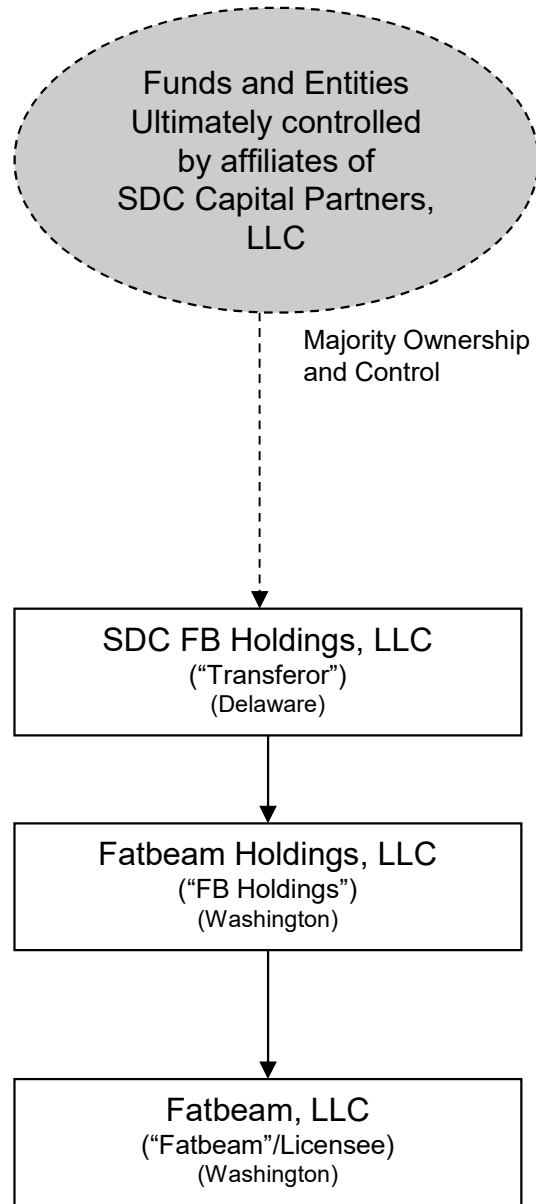 Funds and Entities
Ultimately controlled
by affiliates of
SDC Capital Partners,
LLC
Majority Ownership
and Control
SDC FB Holdings, LLC
(“Transferor”)
(Delaware)
Fatbeam Holdings, LLC
(“FB Holdings”)
(Washington)
Fatbeam, LLC
(“Fatbeam”/Licensee)
(Washington)